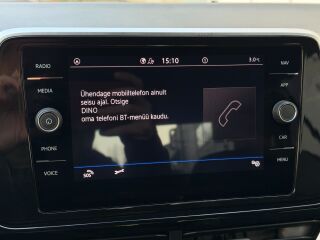 RADIO
MEDIA
PHONE
VOICE
15:10
3.0°C
Ühendage mobiiltelefon ainult
seisu ajal. Otsige
DINO
oma telefoni BT-menüü kaudu.
SOS
NAV
APP
CAR
MENU